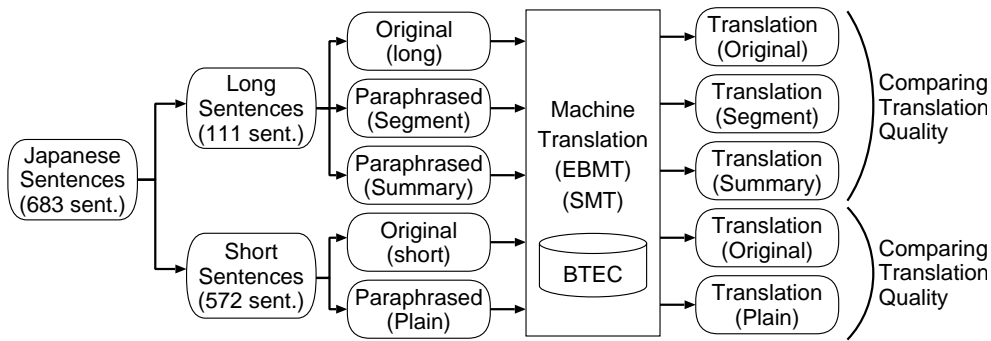 Japanese
Sentences
(683 sent.)
Long
Sentences
(111 sent.)
Short
Sentences
(572 sent.)
Original
(long)
Paraphrased
(Segment)
Paraphrased
(Summary)
Original
(short)
Paraphrased
(Plain)
Machine
Translation
(EBMT)
(SMT)
BTEC
Translation
(Original)
Translation
(Segment)
Translation
(Summary)
Translation
(Original)
Translation
(Plain)
Comparing
Translation
Quality
Comparing
Translation
Quality